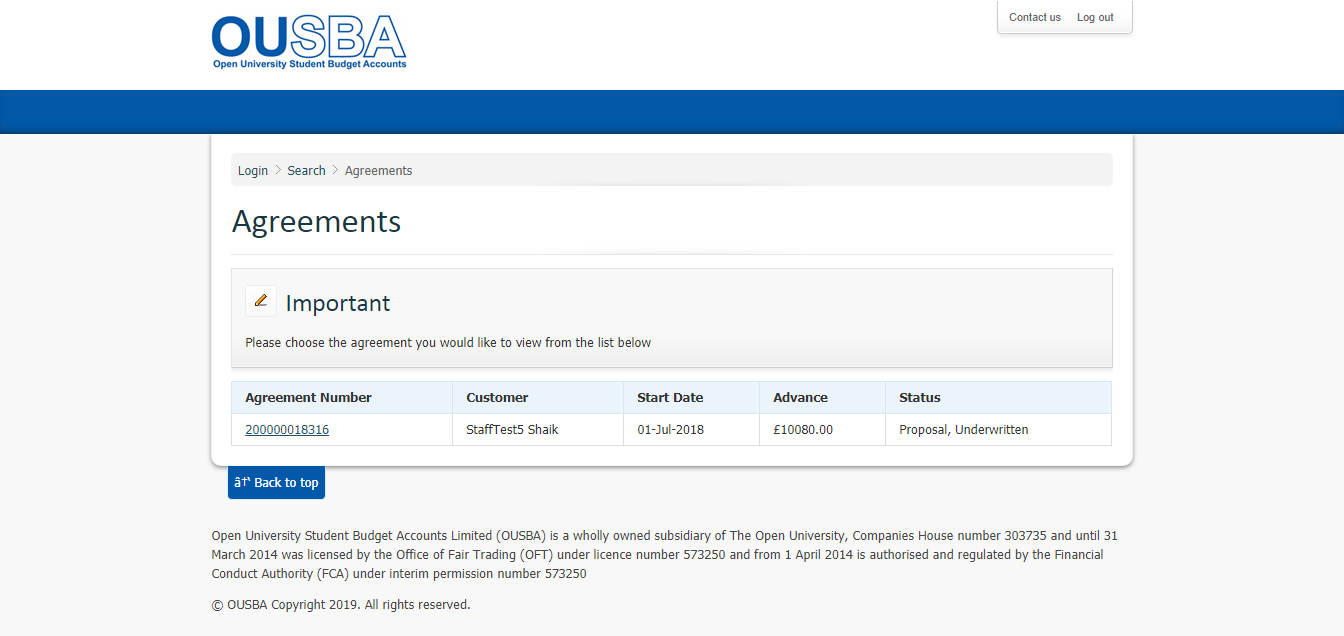 OUSBA
Open University Student Budget Accounts
Contact us Log out
Login > Search > Agreements
Agreements
Important
Please choose the agreement you would like to view from the list below
Agreement Number Customer Start Date Advance Status
200000018316 StaffTest5 Shaik 01-Jul-2018 £10080.00 Proposal, Underwritten
â†‘ Back to top
Open University Student Budget Accounts Limited (OUSBA) is a wholly owned subsidiary of The Open University, Companies House number 303735 and until 31
March 2014 was licensed by the Office of Fair Trading (OFT) under licence number 573250 and from 1 April 2014 is authorised and regulated by the Financial
Conduct Authority (FCA) under interim permission number 573250
© OUSBA Copyright 2019. All rights reserved.